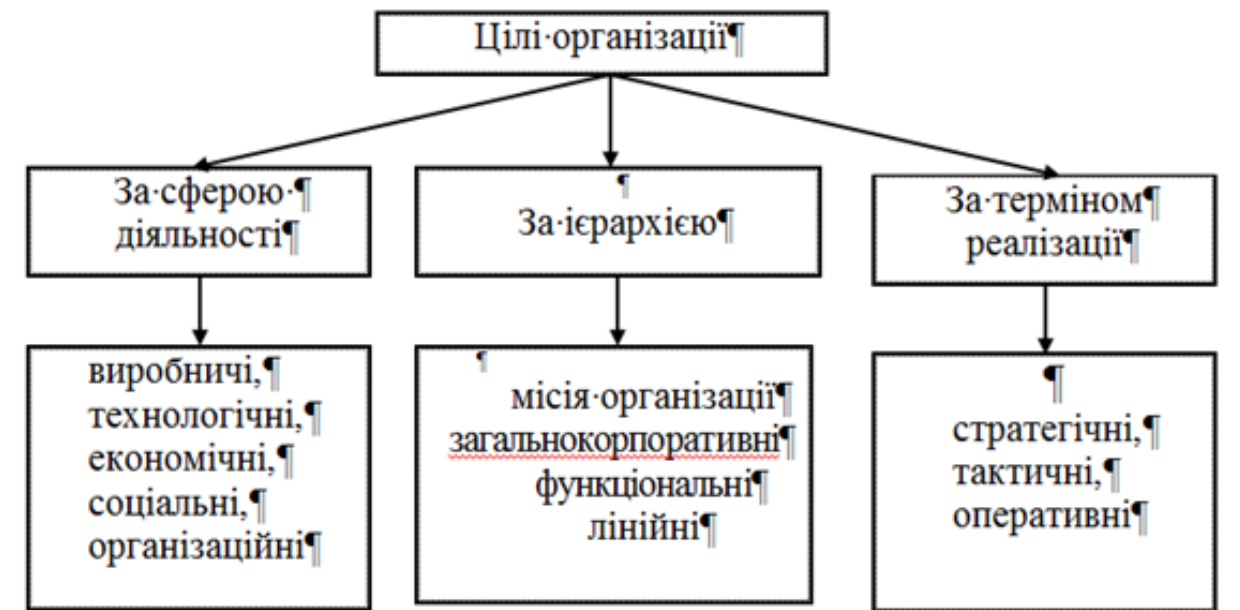 Цілі·організації¶
За·сферою·¶
діяльності¶
¶
За·ієрархією¶
За·терміном¶
реалізації¶
виробничі,¶
технологічні,¶
економічні,¶
соціальні,¶
організаційні¶
¶
місія·організації¶
загальнокорпоративні¶
функціональні¶
лінійні¶
¶
стратегічні,¶
тактичні,¶
оперативні¶